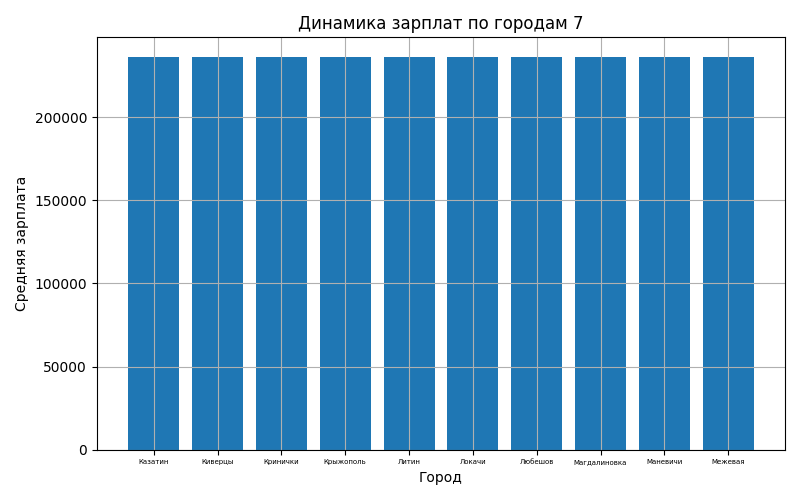 Динамика зарплат по городам 7
Средняя зарплата
200000
150000
100000
50000
0
Казатин Киверцы Кринички Крыжополь Литин Локачи Любешов Магдалиновка Маневичи Межевая
Город